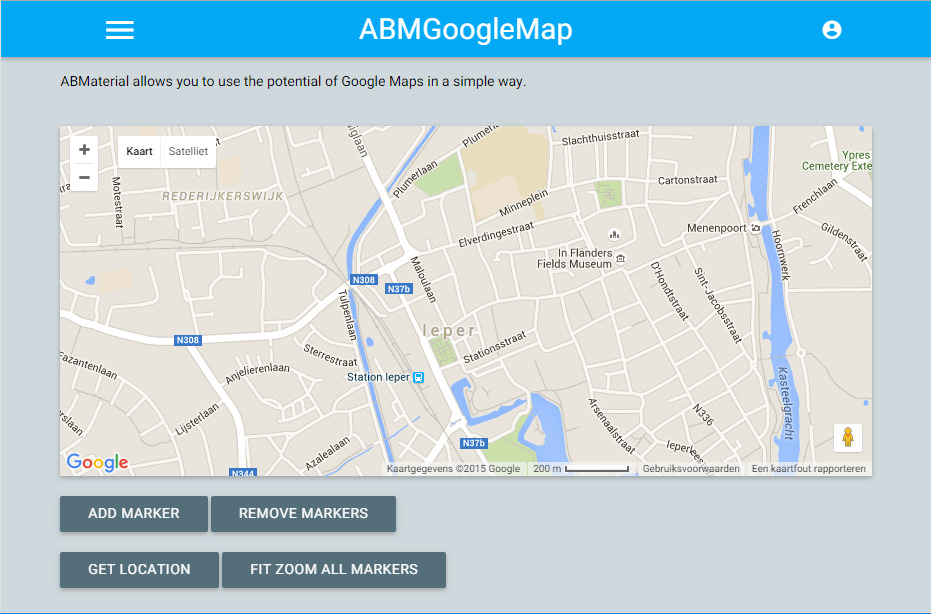 ABMGoogleMap
ABMaterial allows you to use the potential of Google Maps in a simple way.
+
Kaart Satelliet
−
Motestraat
REDERIJKERSWIJK
Plumerlaan
Minneplein
Slachthuisstraat
Cartonstraat
Ypres
Cemetery Exte
Frenchlaan
Elverdingestraat
Menenpoort
Gildenstraat
Hoornwerk
In Flanders
Fields Museum
N308
N37b
Maloulaan
Tulpenlaan
D'Hondtstraat
Sint-Jacobsstraat
Ieper
N308
Stationsstraat
Sterrestraat
Fazantenlaan
Anjelierenlaan
Station Ieper
Kasteelgracht
Lijsterlaan
Arsenaalstraat
N336
Azalealaan
N37b
Google
N344
Kaartgegevens ©2015 Google 200 m Gebruiksvoorwaarden Een kaartfout rapporteren
ADD MARKER REMOVE MARKERS
GET LOCATION FIT ZOOM ALL MARKERS